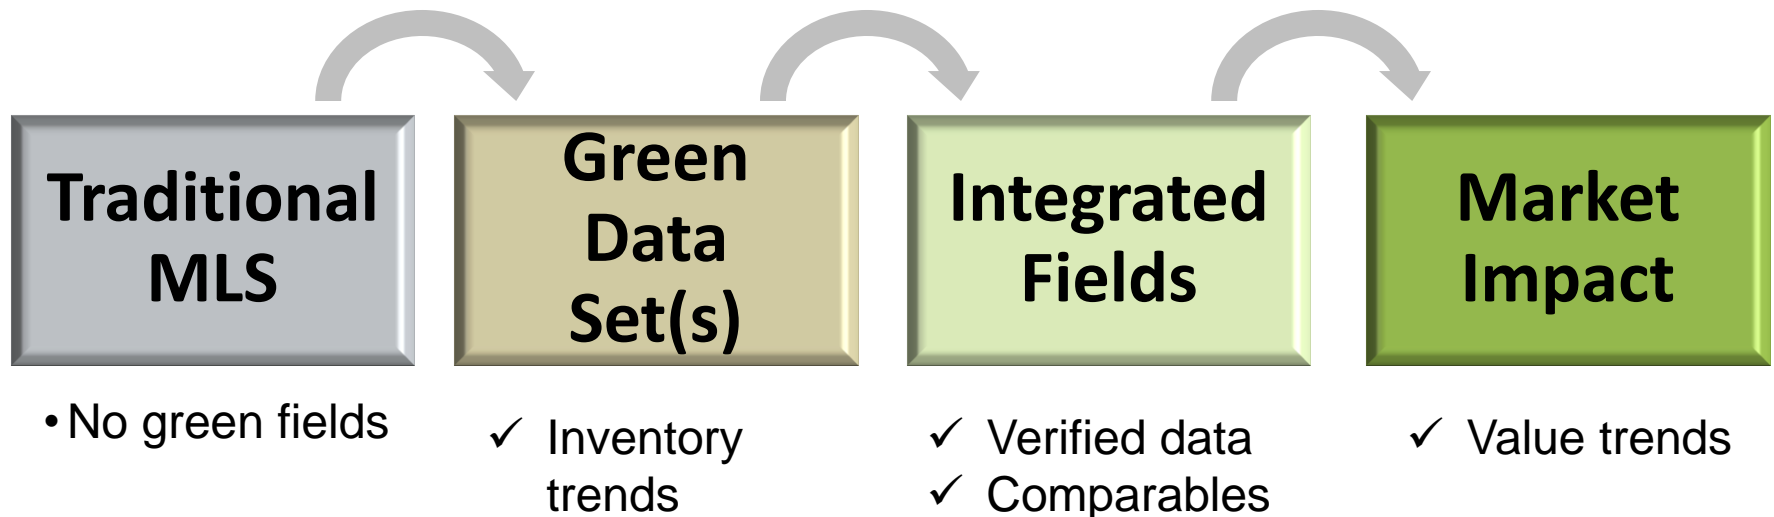 Traditional
MLS
Green
Data
Set(s)
Integrated
Fields
Market
Impact
• No green fields
✓ Inventory
trends
✓ Verified data
✓ Comparables
✓ Value trends